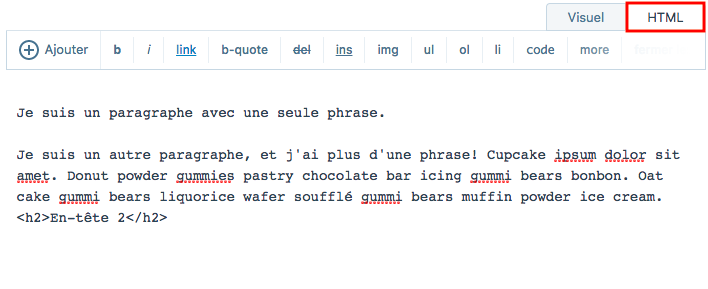 Visuel HTML
Ajouter b i link b-quote del ins img ul ol li code more
Je suis un paragraphe avec une seule phrase.
Je suis un autre paragraphe, et j'ai plus d'une phrase! Cupcake ipsum dolor sit
amet. Donut powder gummies pastry chocolate bar icing gummi bears bonbon. Oat
cake gummi bears liquorice wafer soufflé gummi bears muffin powder ice cream.
<h2>En-tête 2</h2>